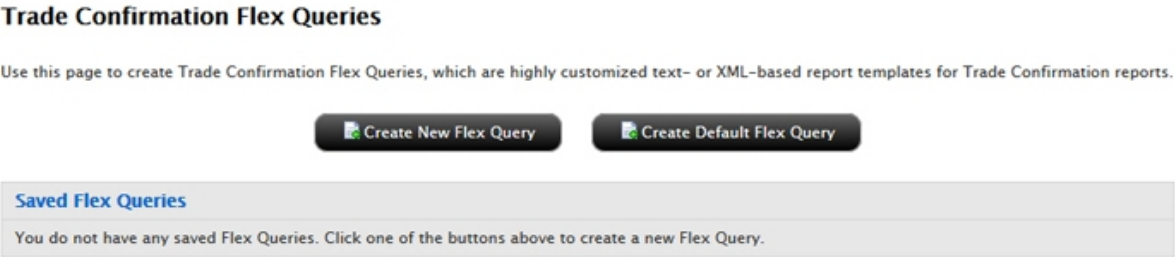 Trade Confirmation Flex Queries
Use this page to create Trade Confirmation Flex Queries, which are highly customized text- or XML-based report templates for Trade Confirmation reports.
Create New Flex Query Create Default Flex Query
Saved Flex Queries
You do not have any saved Flex Queries. Click one of the buttons above to create a new Flex Query.